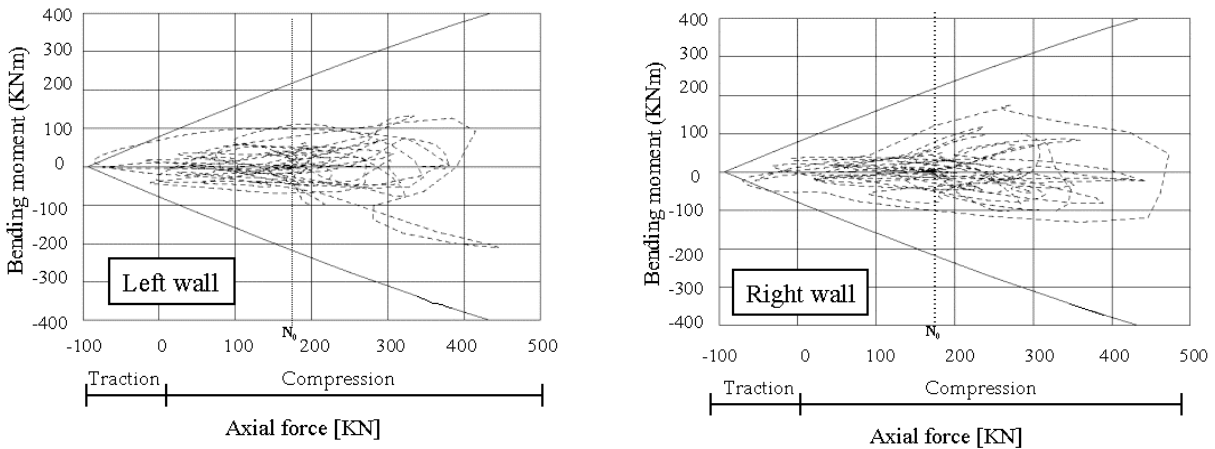 400
300
200
100
0
-100
-200
-300
-400
Bending moment (KNm)
Left wall
N₀
-100 0 100 200 300 400 500
Traction Compression
Axial force [KN]
400
300
200
100
0
-100
-200
-300
-400
Bending moment (KNm)
Right wall
N₀
-100 0 100 200 300 400 500
Traction Compression
Axial force [KN]